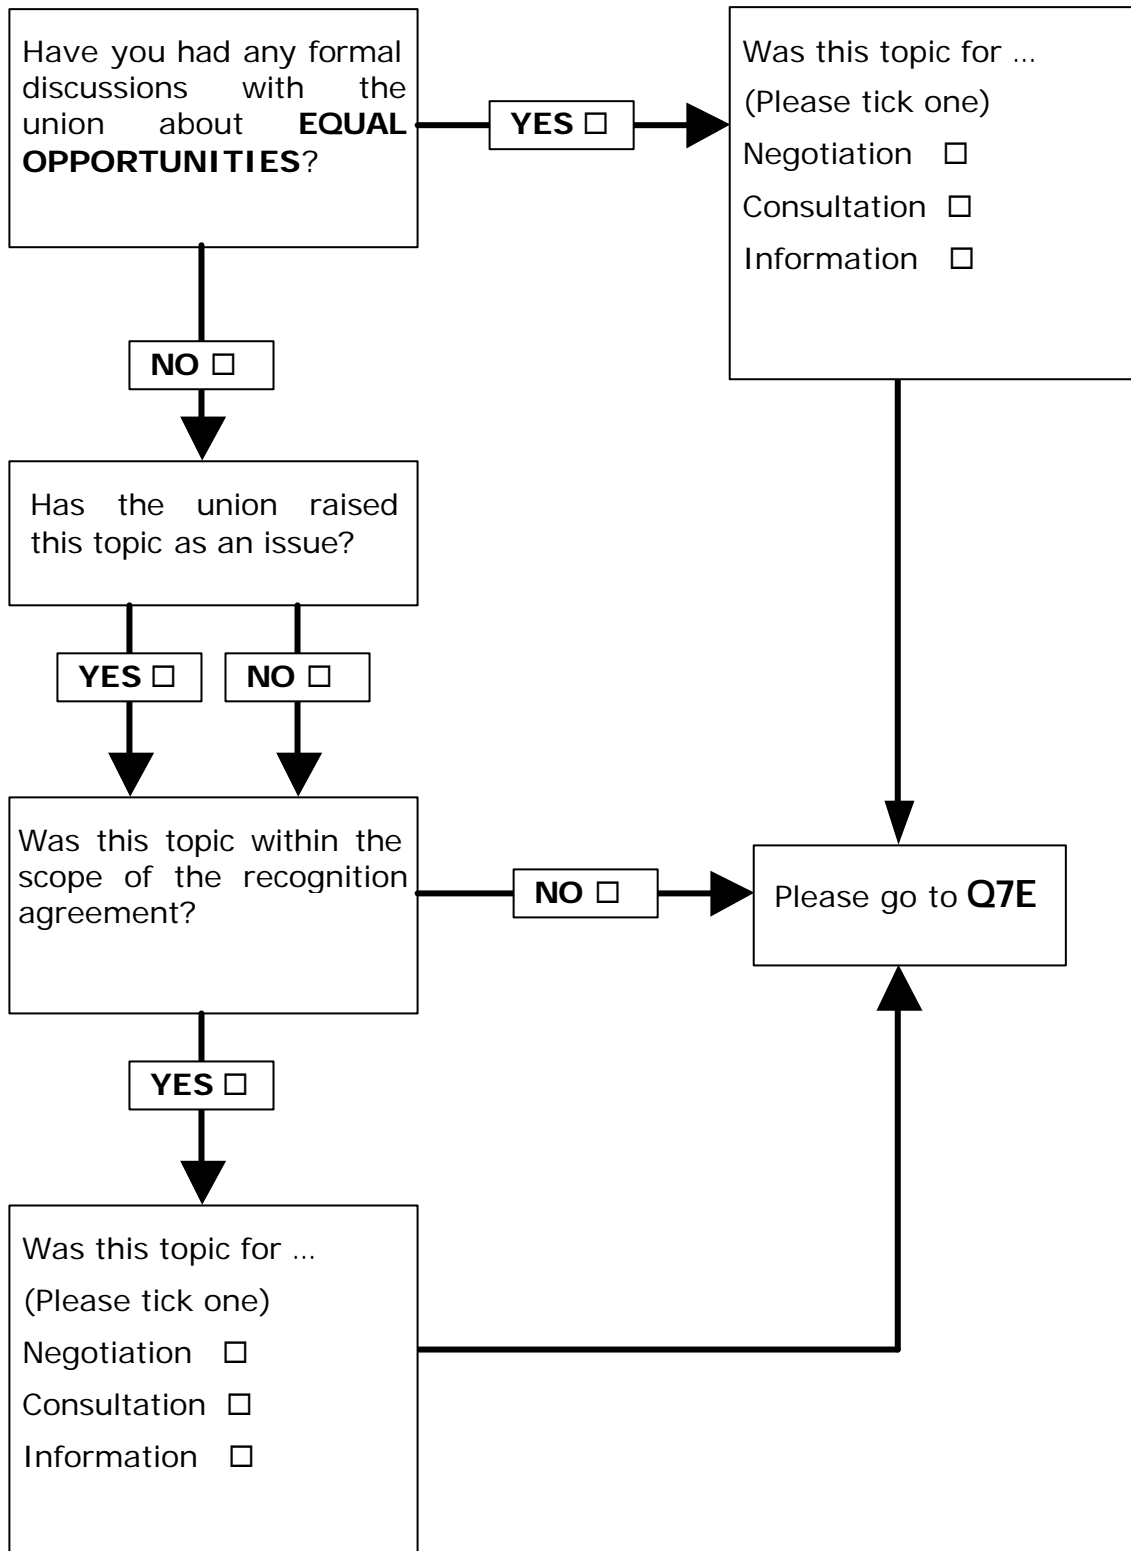 Have you had any formal
discussions with the
union about EQUAL
OPPORTUNITIES?
YES □
Was this topic for ...
(Please tick one)
Negotiation □
Consultation □
Information □
NO □
Has the union raised
this topic as an issue?
YES □
NO □
Was this topic within the
scope of the recognition
agreement?
NO □
Please go to Q7E
YES □
Was this topic for ...
(Please tick one)
Negotiation □
Consultation □
Information □